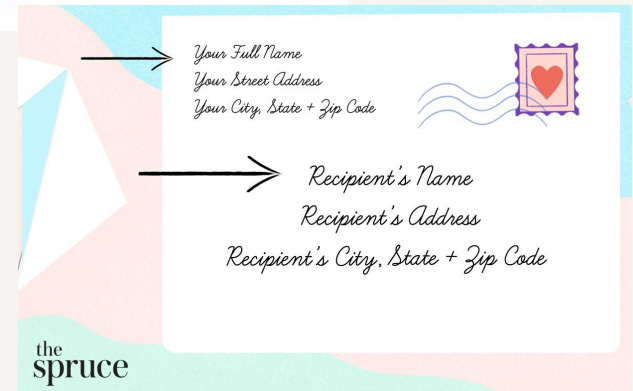 Your Full Name
Your Street Address
Your City, State + Zip Code
Recipient's Name
Recipient's Address
Recipient's City, State + Zip Code
the
spruce